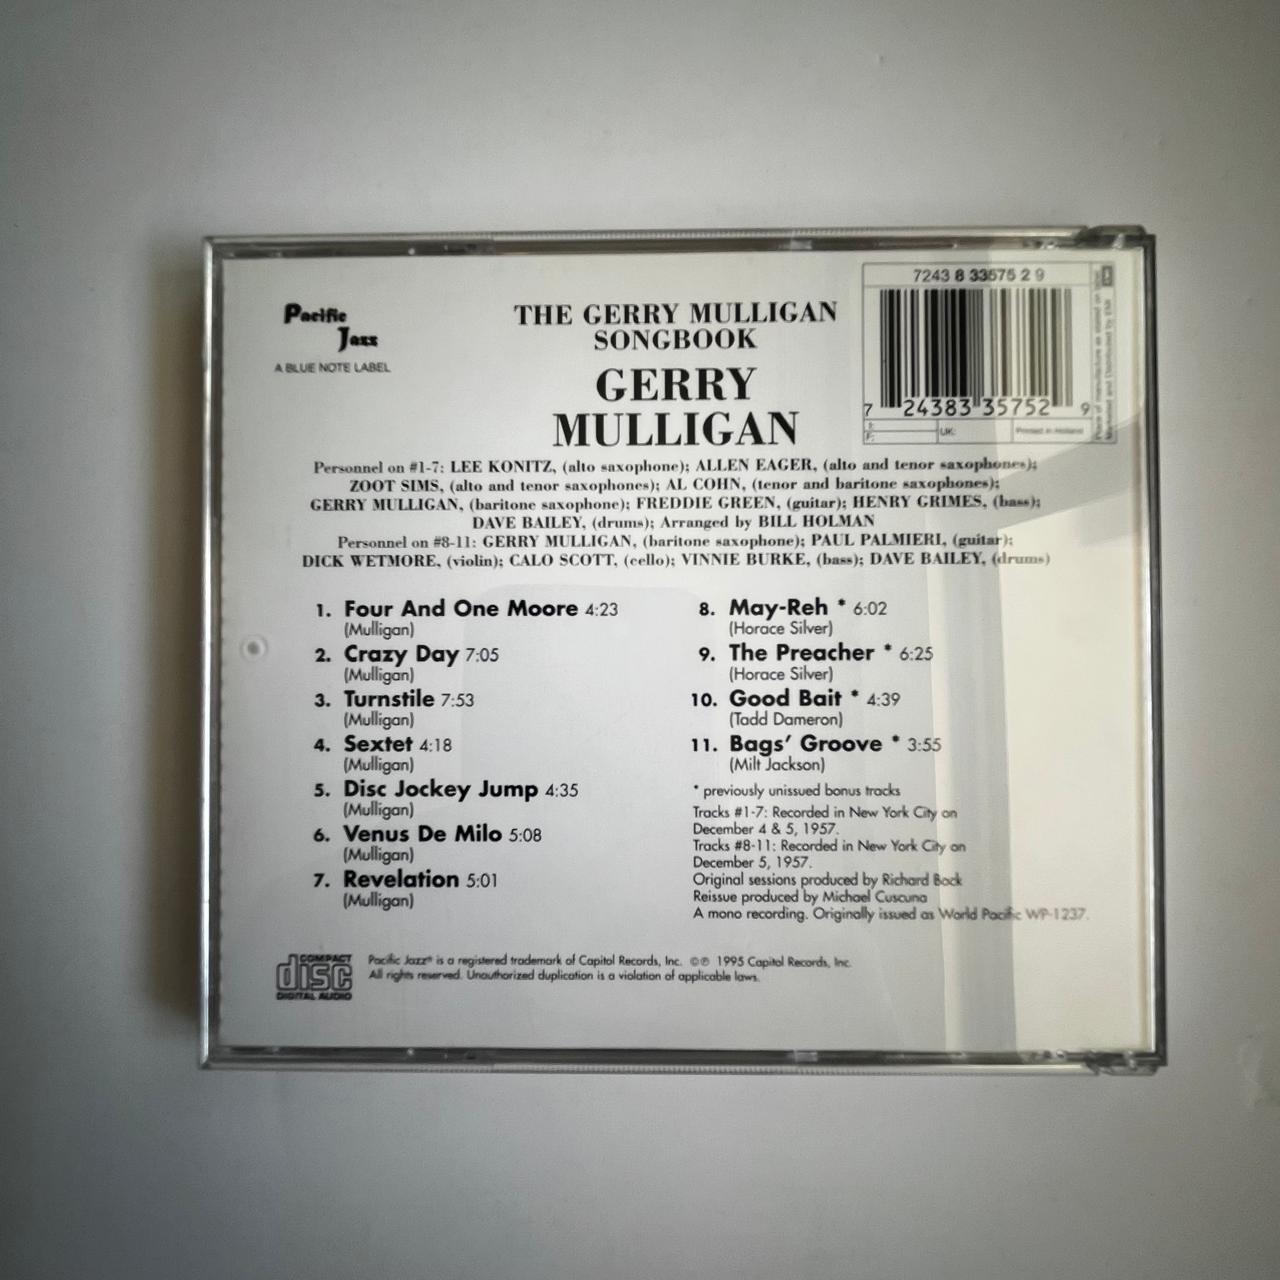 Pacific
Jazz
A BLUE NOTE LABEL
THE GERRY MULLIGAN
SONGBOOK
GERRY
MULLIGAN
7243 8 33575 2 9
7 24383 35752 9
UK:
Printed in Holland
Personnel on #1-7: LEE KONITZ, (alto saxophone); ALLEN EAGER, (alto and tenor saxophones);
ZOOT SIMS, (alto and tenor saxophones); AL COHN, (tenor and baritone saxophones);
GERRY MULLIGAN, (baritone saxophone); FREDDIE GREEN, (guitar); HENRY GRIMES, (bass);
DAVE BAILEY, (drums); Arranged by BILL HOLMAN
Personnel on #8-11: GERRY MULLIGAN, (baritone saxophone); PAUL PALMIERI, (guitar);
DICK WETMORE, (violin); CALO SCOTT, (cello); VINNIE BURKE, (bass); DAVE BAILEY, (drums)
1. Four And One Moore 4:23
(Mulligan)
2. Crazy Day 7:05
(Mulligan)
3. Turnstile 7:53
(Mulligan)
4. Sextet 4:18
(Mulligan)
5. Disc Jockey Jump 4:35
(Mulligan)
6. Venus De Milo 5:08
(Mulligan)
7. Revelation 5:01
(Mulligan)
8. May-Reh * 6:02
(Horace Silver)
9. The Preacher * 6:25
(Horace Silver)
10. Good Bait * 4:39
(Tadd Dameron)
11. Bags' Groove * 3:55
(Milt Jackson)
* previously unissued bonus tracks
Tracks #1-7: Recorded in New York City on
December 4 & 5, 1957.
Tracks #8-11: Recorded in New York City on
December 5, 1957.
Original sessions produced by Richard Bock
Reissue produced by Michael Cuscuna
A mono recording. Originally issued as World Pacific WP-1237.
COMPACT
disc
DIGITAL AUDIO
Pacific Jazz® is a registered trademark of Capitol Records, Inc. ©℗ 1995 Capitol Records, Inc.
All rights reserved. Unauthorized duplication is a violation of applicable laws.